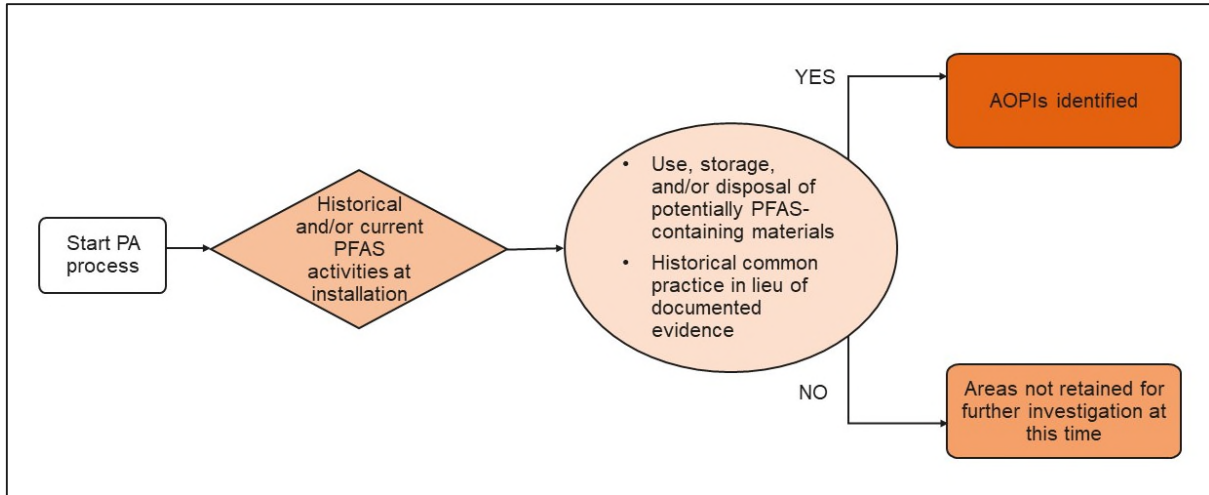 Start PA
process
Historical
and/or current
PFAS
activities at
installation
• Use, storage,
and/or disposal of
potentially PFAS-
containing materials
• Historical common
practice in lieu of
documented
evidence
YES
AOPIs identified
NO
Areas not retained for
further investigation at
this time